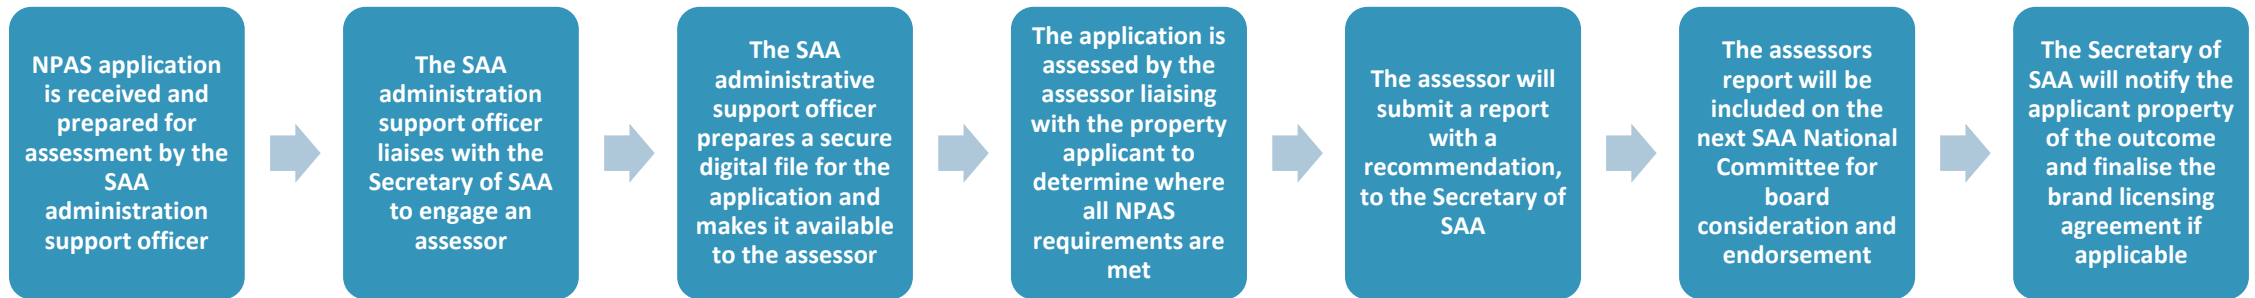 NPAS application
is received and
prepared for
assessment by the
SAA
administration
support officer
The SAA
administration
support officer
liaises with the
Secretary of SAA
to engage an
assessor
The SAA
administrative
support officer
prepares a secure
digital file for the
application and
makes it available
to the assessor
The application is
assessed by the
assessor liaising
with the property
applicant to
determine where
all NPAS
requirements are
met
The assessor will
submit a report
with a
recommendation,
to the Secretary of
SAA
The assessors
report will be
included on the
next SAA National
Committee for
board
consideration and
endorsement
The Secretary of
SAA will notify the
applicant property
of the outcome
and finalise the
brand licensing
agreement if
applicable